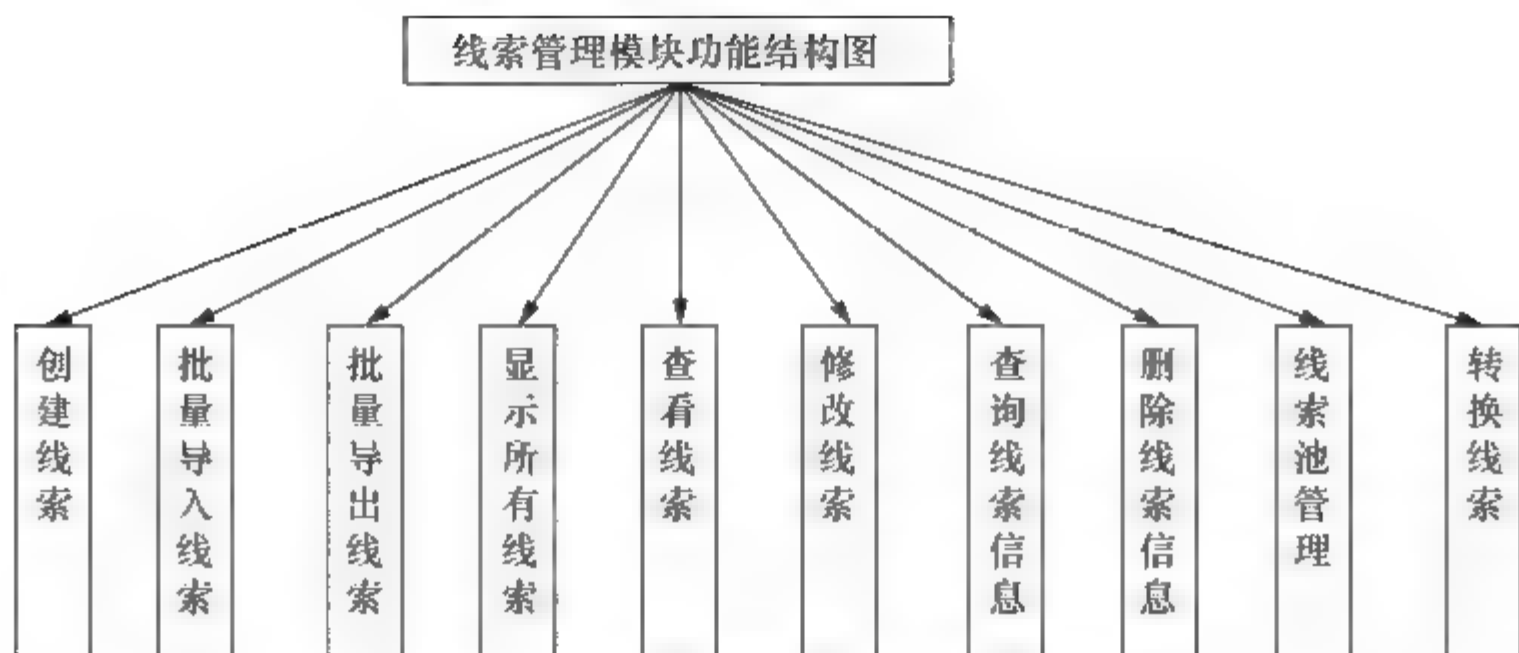 线索管理模块功能结构图
创建线索
批量导入线索
批量导出线索
显示所有线索
查看线索
修改线索
查询线索信息
删除线索信息
线索池管理
转换线索